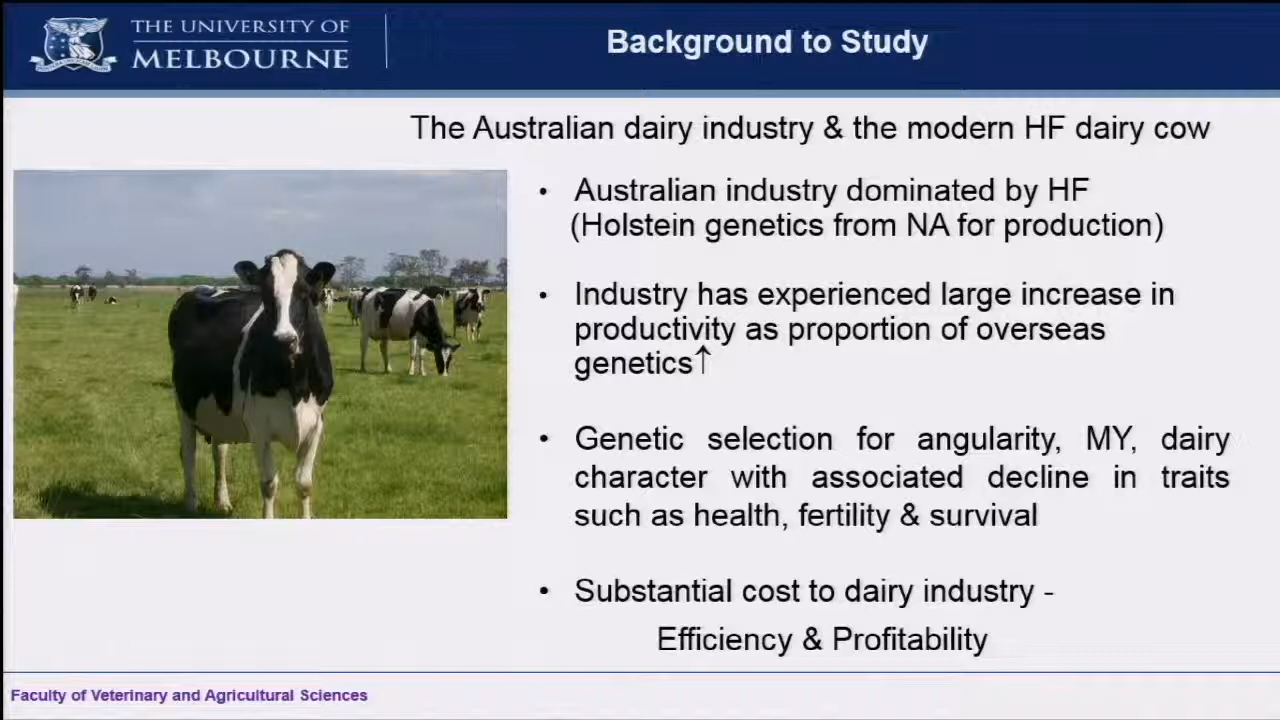 THE UNIVERSITY OF
MELBOURNE
Background to Study
The Australian dairy industry & the modern HF dairy cow
• Australian industry dominated by HF
(Holstein genetics from NA for production)
• Industry has experienced large increase in
productivity as proportion of overseas
genetics↑
• Genetic selection for angularity, MY, dairy
character with associated decline in traits
such as health, fertility & survival
• Substantial cost to dairy industry -
Efficiency & Profitability
Faculty of Veterinary and Agricultural Sciences